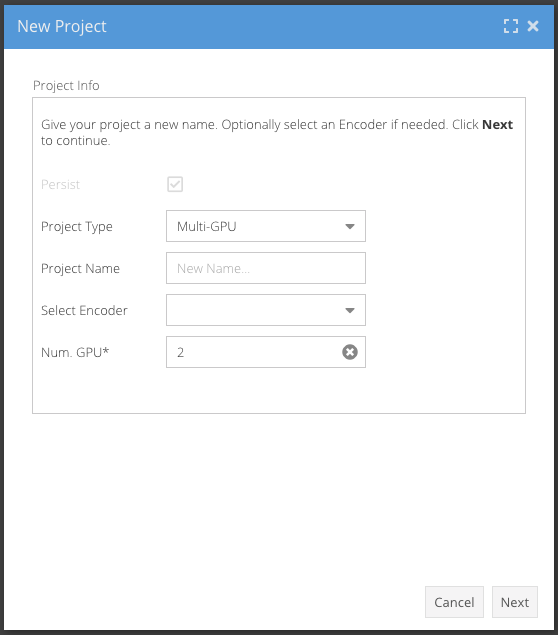 New Project
Project Info
Give your project a new name. Optionally select an Encoder if needed. Click Next
to continue.
Persist
Project Type
Multi-GPU
Project Name
New Name...
Select Encoder
Num. GPU*
2
Cancel
Next